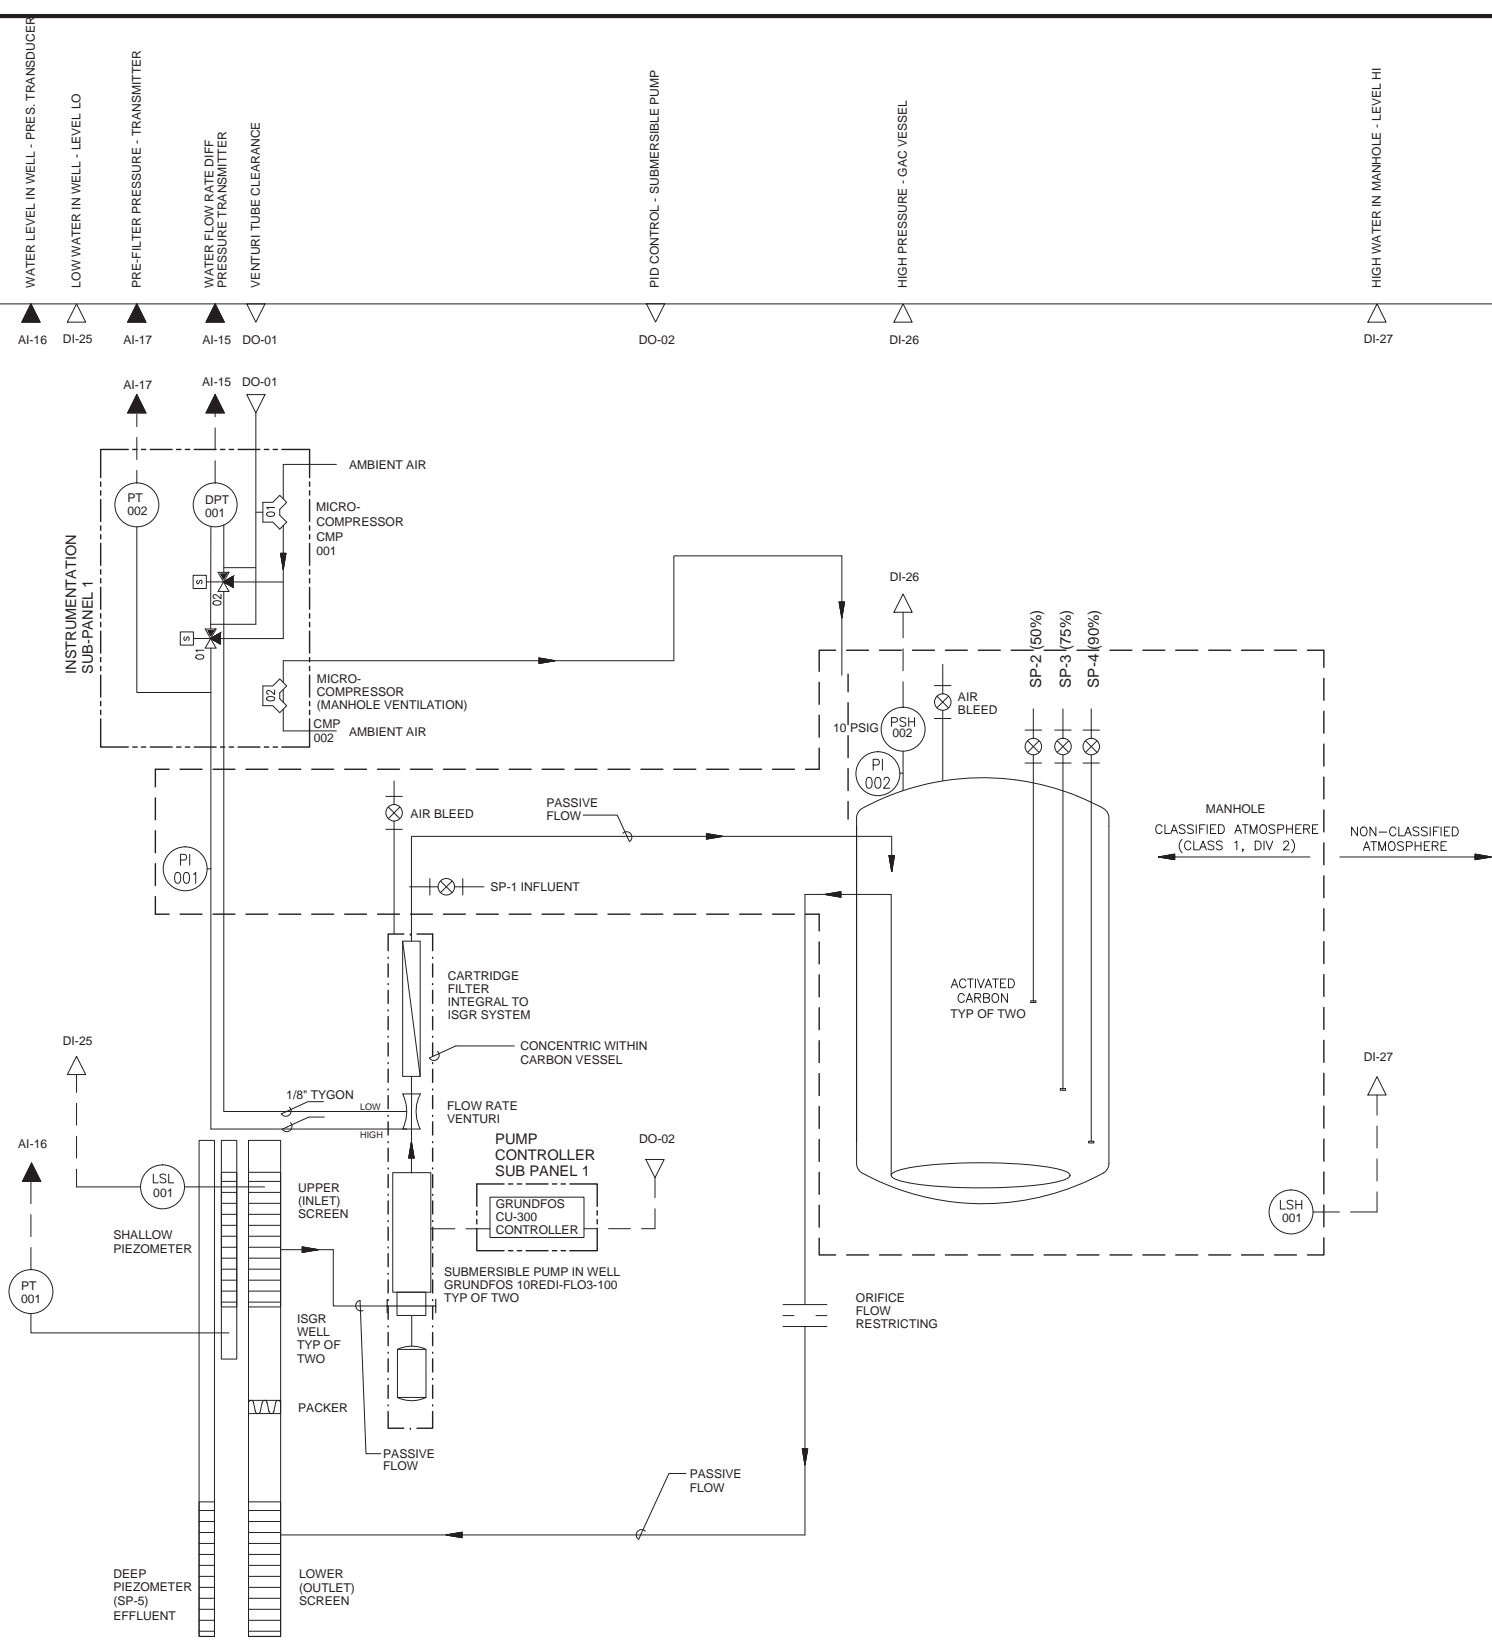 WATER LEVEL IN WELL - PRES. TRANSDUCER
LOW WATER IN WELL - LEVEL LO
PRE-FILTER PRESSURE - TRANSMITTER
WATER FLOW RATE DIFF
PRESSURE TRANSMITTER
VENTURI TUBE CLEARANCE
PID CONTROL - SUBMERSIBLE PUMP
HIGH PRESSURE - GAC VESSEL
HIGH WATER IN MANHOLE - LEVEL HI
AI-16
DI-25
AI-17
AI-15
DO-01
DO-02
DI-26
DI-27
AI-17
AI-15
DO-01
AMBIENT AIR
PT
002
DPT
001
01
MICRO-
COMPRESSOR
CMP
001
INSTRUMENTATION
SUB-PANEL 1
S
02
S
01
02
MICRO-
COMPRESSOR
(MANHOLE VENTILATION)
CMP
002
AMBIENT AIR
DI-26
SP-2 (50%)
SP-3 (75%)
SP-4 (90%)
10 PSIG
PSH
002
AIR
BLEED
PI
002
AIR BLEED
PASSIVE
FLOW
MANHOLE
CLASSIFIED ATMOSPHERE
(CLASS 1, DIV 2)
NON-CLASSIFIED
ATMOSPHERE
PI
001
SP-1 INFLUENT
CARTRIDGE
FILTER
INTEGRAL TO
ISGR SYSTEM
ACTIVATED
CARBON
TYP OF TWO
DI-25
CONCENTRIC WITHIN
CARBON VESSEL
DI-27
1/8" TYGON
LOW
HIGH
FLOW RATE
VENTURI
AI-16
PUMP
CONTROLLER
SUB PANEL 1
DO-02
LSL
001
UPPER
(INLET)
SCREEN
GRUNDFOS
CU-300
CONTROLLER
LSH
001
SHALLOW
PIEZOMETER
SUBMERSIBLE PUMP IN WELL
GRUNDFOS 10REDI-FLO3-100
TYP OF TWO
PT
001
ORIFICE
FLOW
RESTRICTING
ISGR
WELL
TYP OF
TWO
PACKER
PASSIVE
FLOW
PASSIVE
FLOW
DEEP
PIEZOMETER
(SP-5)
EFFLUENT
LOWER
(OUTLET)
SCREEN